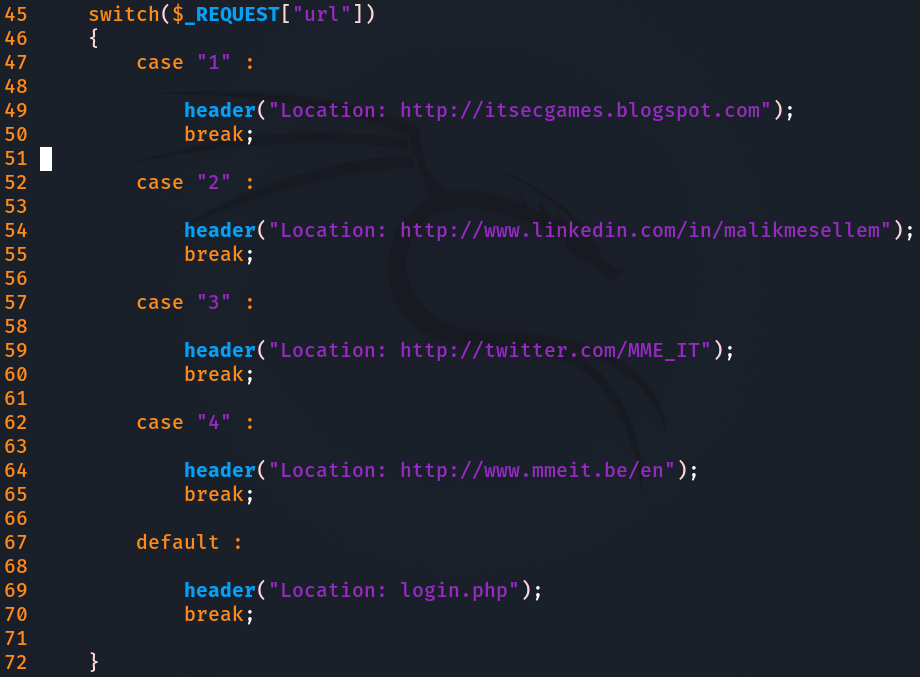 45     switch($_REQUEST["url"])
46     {
47         case "1" :
48
49             header("Location: http://itsecgames.blogspot.com");
50             break;
51
52         case "2" :
53
54             header("Location: http://www.linkedin.com/in/malikmesellem");
55             break;
56
57         case "3" :
58
59             header("Location: http://twitter.com/MME_IT");
60             break;
61
62         case "4" :
63
64             header("Location: http://www.mmeit.be/en");
65             break;
66
67         default :
68
69             header("Location: login.php");
70             break;
71
72     }